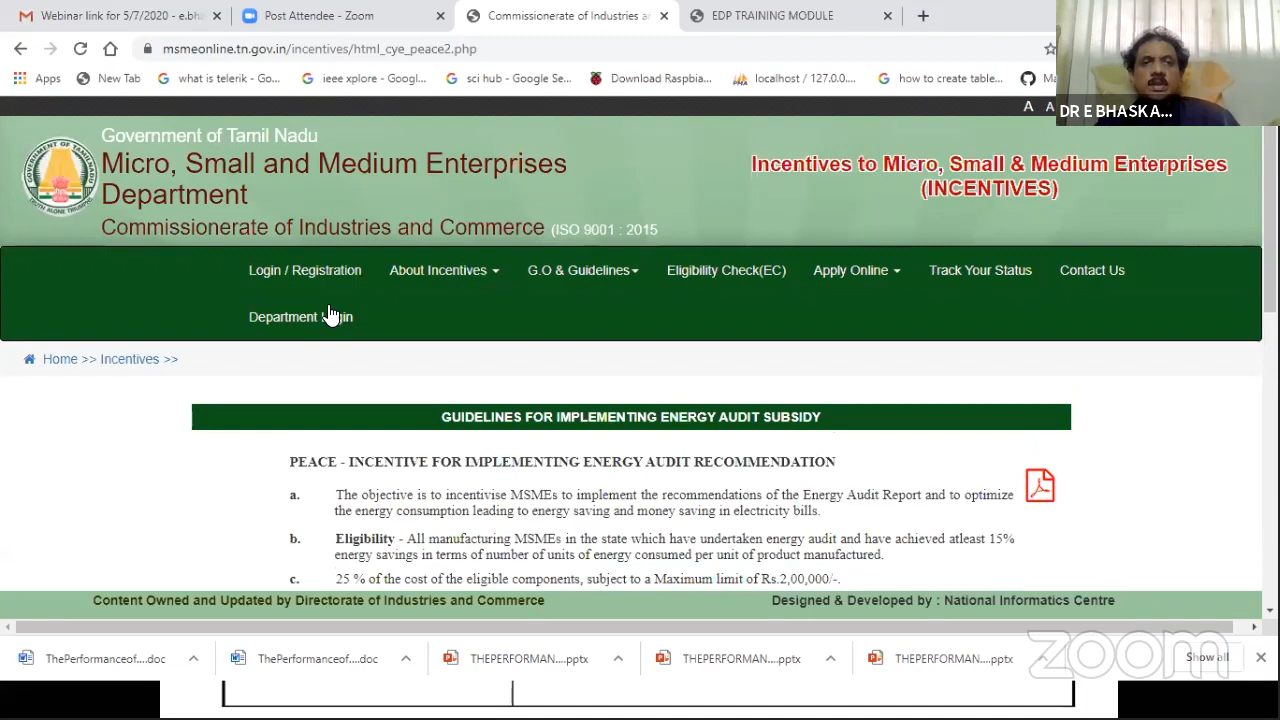 Webinar link for 5/7/2020 - e.bha
Post Attendee - Zoom
Commissionerate of Industries an
EDP TRAINING MODULE
msmeonline.tn.gov.in/incentives/html_cye_peace2.php
Apps
New Tab
what is telerik - Go...
ieee xplore - Googl...
sci hub - Google Se...
Download Raspbia...
localhost / 127.0.0....
how to create table...
Ma
DR E BHASK A...
A A
Government of Tamil Nadu
Micro, Small and Medium Enterprises
Department
Commissionerate of Industries and Commerce (ISO 9001 : 2015
Incentives to Micro, Small & Medium Enterprises
(INCENTIVES)
Login / Registration
About Incentives
G.O & Guidelines
Eligibility Check(EC)
Apply Online
Track Your Status
Contact Us
Department Login
Home >> Incentives >>
GUIDELINES FOR IMPLEMENTING ENERGY AUDIT SUBSIDY
PEACE - INCENTIVE FOR IMPLEMENTING ENERGY AUDIT RECOMMENDATION
a. The objective is to incentivise MSMEs to implement the recommendations of the Energy Audit Report and to optimize
the energy consumption leading to energy saving and money saving in electricity bills.
b. Eligibility - All manufacturing MSMEs in the state which have undertaken energy audit and have achieved atleast 15%
energy savings in terms of number of units of energy consumed per unit of product manufactured.
c. 25 % of the cost of the eligible components, subject to a Maximum limit of Rs.2,00,000/-.
Content Owned and Updated by Directorate of Industries and Commerce
Designed & Developed by : National Informatics Centre
ThePerformanceof....doc
ThePerformanceof....doc
THEPERFORMAN....pptx
THEPERFORMAN....pptx
THEPERFORMAN....pptx
Show all
zoom